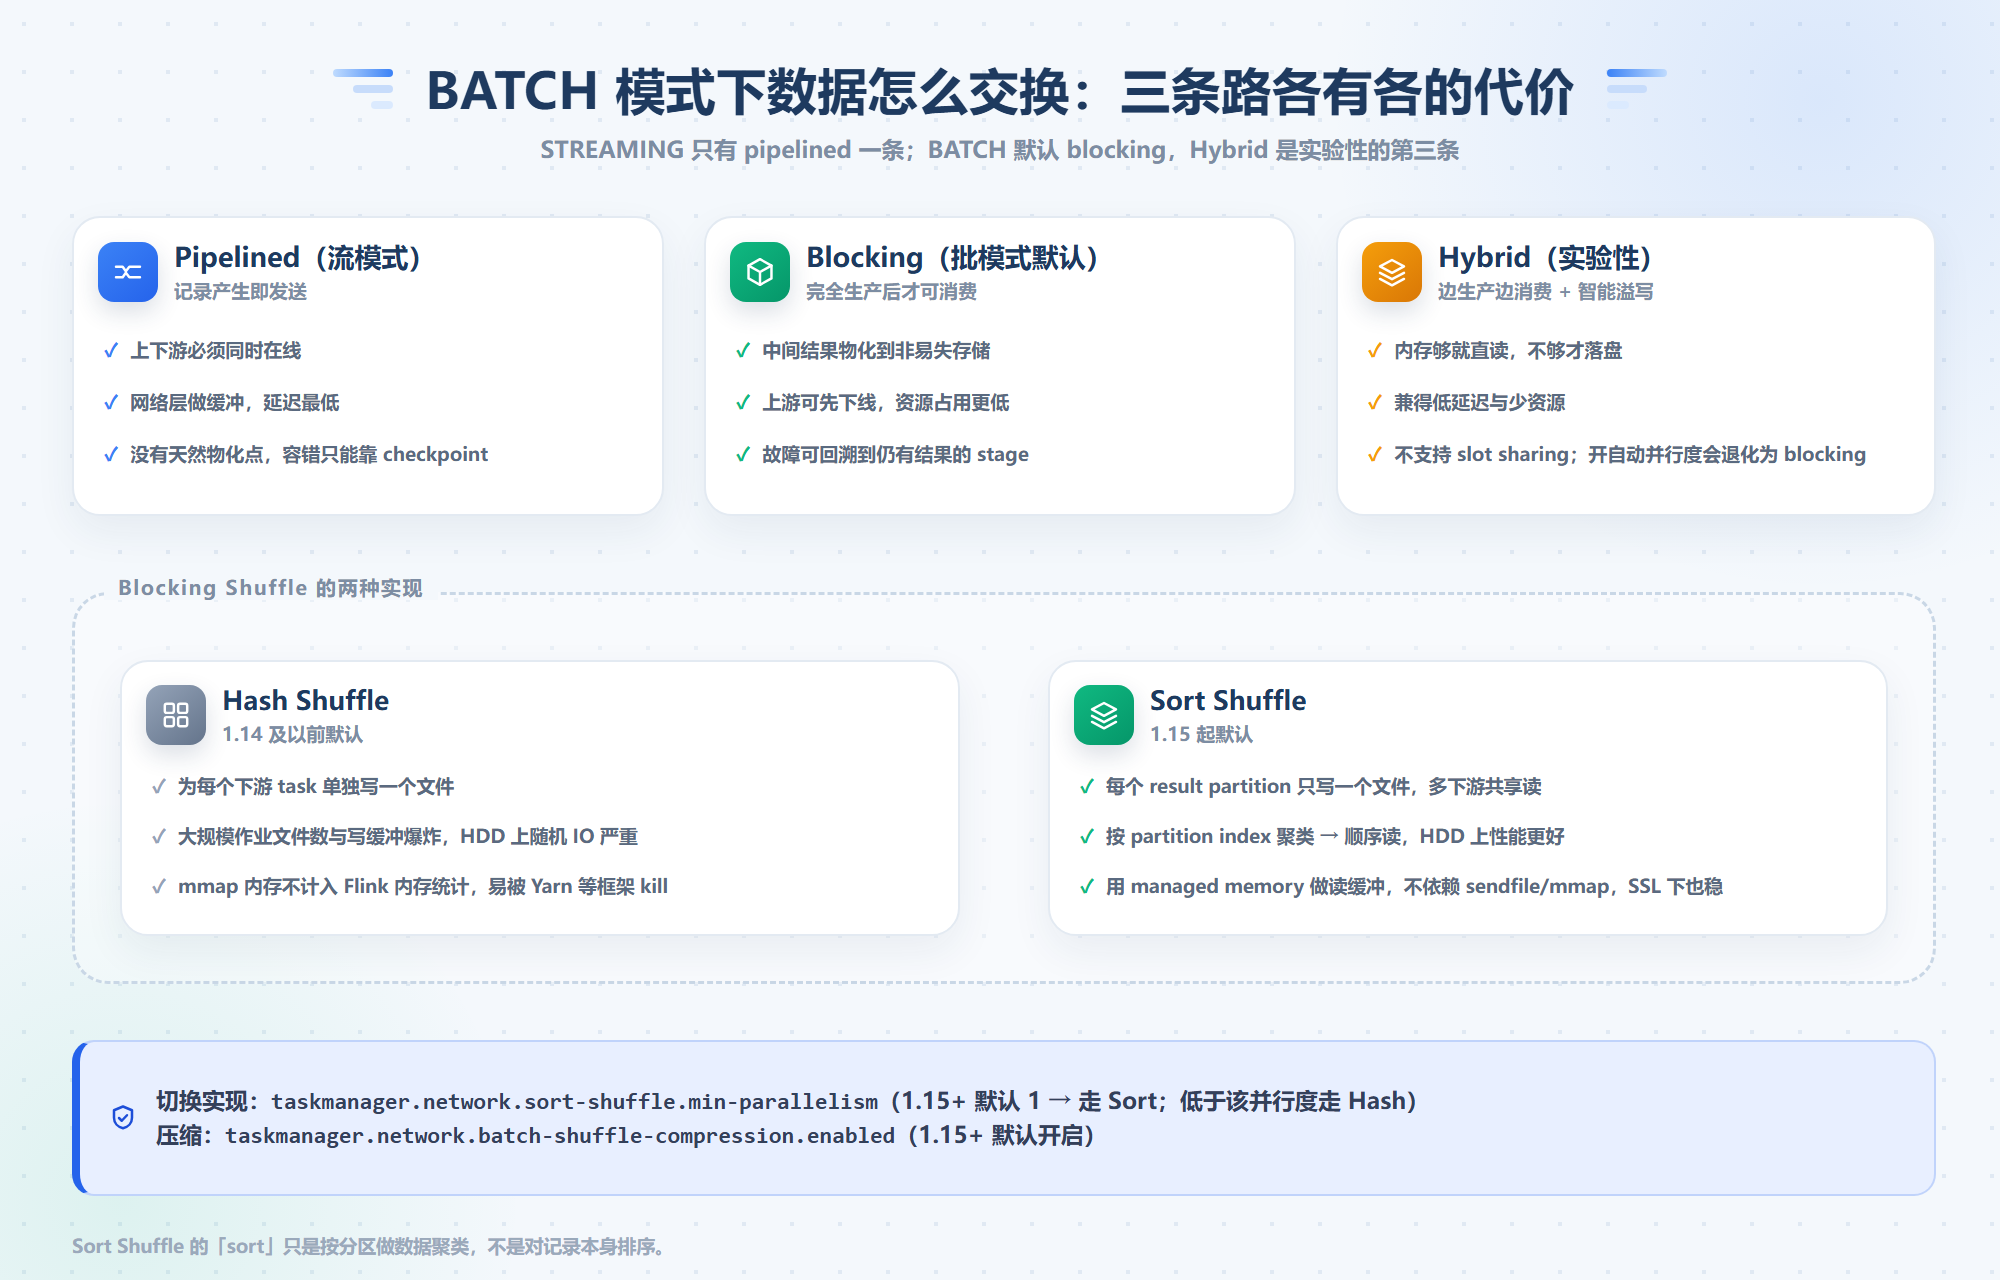 BATCH 模式下数据怎么交换：三条路各有各的代价
STREAMING 只有 pipelined 一条；BATCH 默认 blocking，Hybrid 是实验性的第三条
Pipelined（流模式）
记录产生即发送
✓ 上下游必须同时在线
✓ 网络层做缓冲，延迟最低
✓ 没有天然物化点，容错只能靠 checkpoint
Blocking（批模式默认）
完全生产后才可消费
✓ 中间结果物化到非易失存储
✓ 上游可先下线，资源占用更低
✓ 故障可回溯到仍有结果的 stage
Hybrid（实验性）
边生产边消费 + 智能溢写
✓ 内存够就直读，不够才落盘
✓ 兼得低延迟与少资源
✓ 不支持 slot sharing；开自动并行度会退化为 blocking
Blocking Shuffle 的两种实现
Hash Shuffle
1.14 及以前默认
✓ 为每个下游 task 单独写一个文件
✓ 大规模作业文件数与写缓冲爆炸，HDD 上随机 IO 严重
✓ mmap 内存不计入 Flink 内存统计，易被 Yarn 等框架 kill
Sort Shuffle
1.15 起默认
✓ 每个 result partition 只写一个文件，多下游共享读
✓ 按 partition index 聚类 → 顺序读，HDD 上性能更好
✓ 用 managed memory 做读缓冲，不依赖 sendfile/mmap，SSL 下也稳
切换实现：taskmanager.network.sort-shuffle.min-parallelism（1.15+ 默认 1 → 走 Sort；低于该并行度走 Hash）
压缩：taskmanager.network.batch-shuffle-compression.enabled（1.15+ 默认开启）
Sort Shuffle 的「sort」只是按分区做数据聚类，不是对记录本身排序。